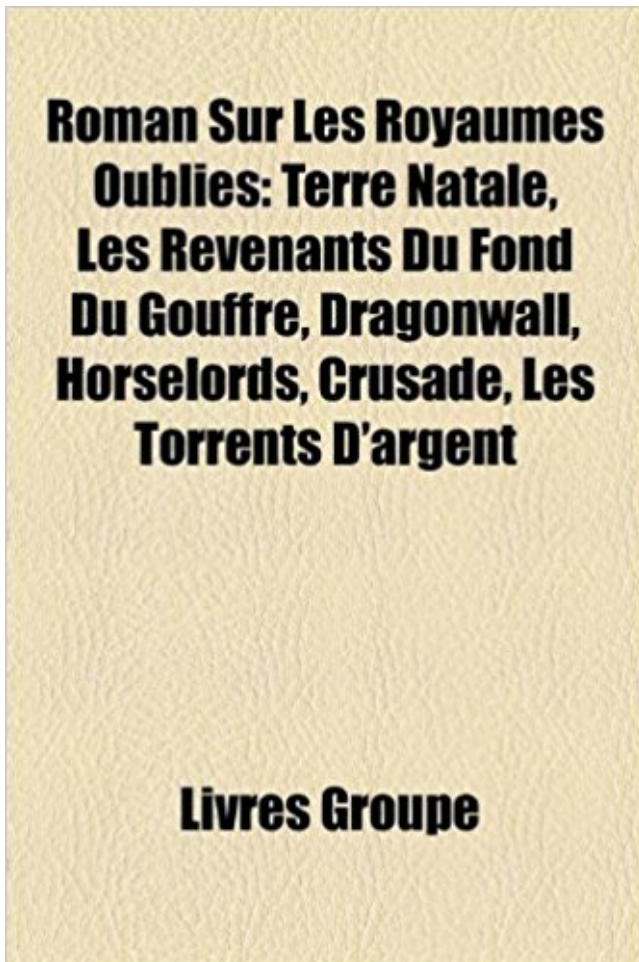 Roman Sur Les Royaumes
Oubliés: Terre Natale,
Les Revenants Du Fond
Du Gouffre, Dragonwall,
Horselords, Crusade, Les
Torrents D'argent
Livres Groupe